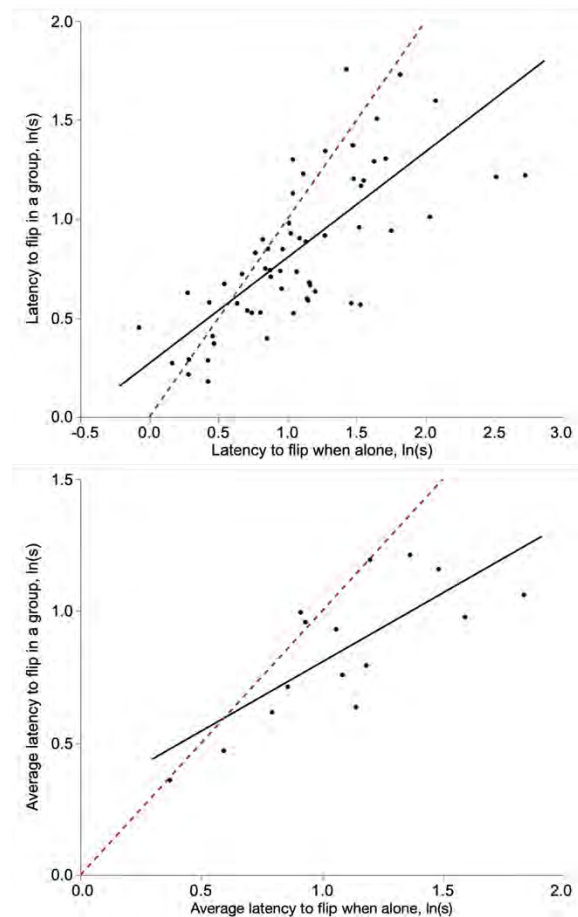 2.0
1.5
1.0
0.5
0.0
Latency to flip in a group, ln(s)
-0.5 0.0 0.5 1.0 1.5 2.0 2.5 3.0
Latency to flip when alone, ln(s)
1.5
1.0
0.5
0.0
Average latency to flip in a group, ln(s)
0.0 0.5 1.0 1.5 2.0
Average latency to flip when alone, ln(s)